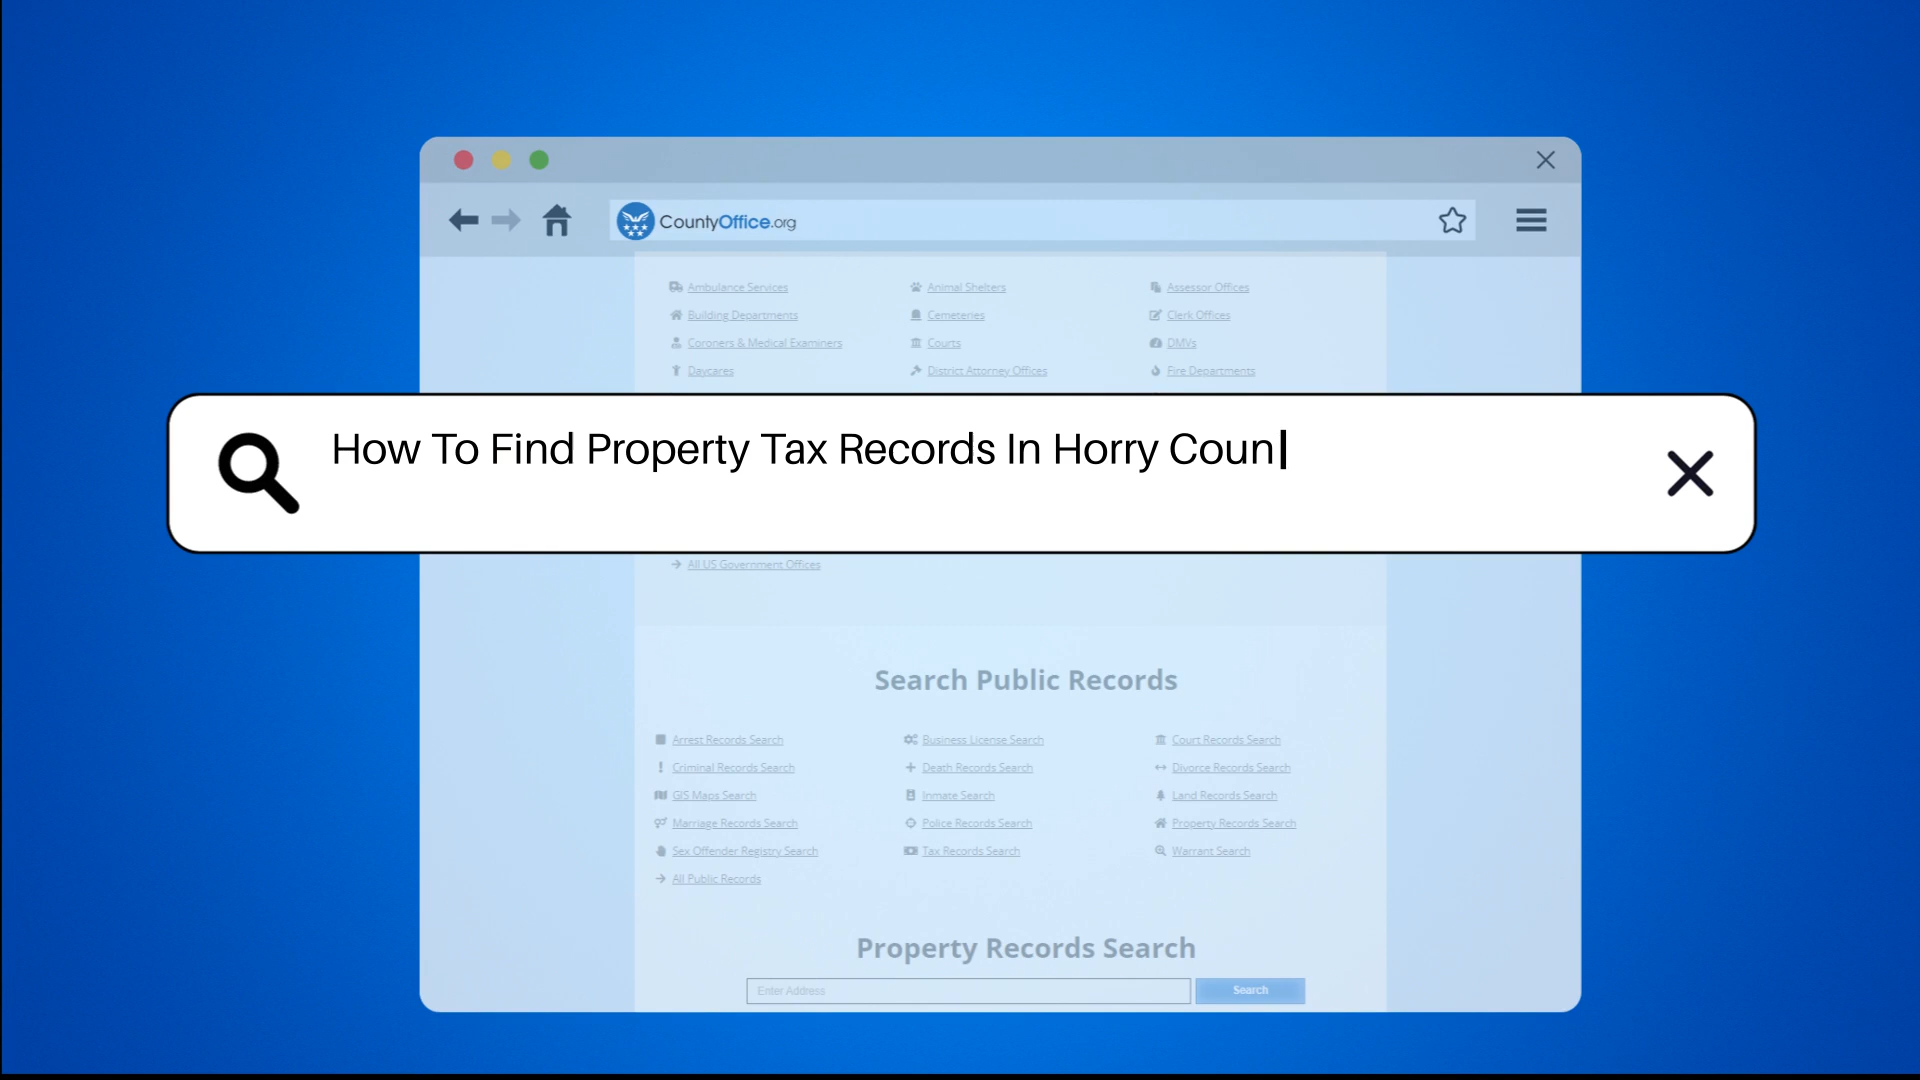 CountyOffice.org
Ambulance Services Animal Shelters Assessor Offices
Building Departments Cemeteries Clerk Offices
Coroners & Medical Examiners Courts DMVs
Daycares District Attorney Offices Fire Departments
How To Find Property Tax Records In Horry Coun
All US Government Offices
Search Public Records
Arrest Records Search Business License Search Court Records Search
Criminal Records Search Death Records Search Divorce Records Search
GIS Maps Search Inmate Search Land Records Search
Marriage Records Search Police Records Search Property Records Search
Sex Offender Registry Search Tax Records Search Warrant Search
All Public Records
Property Records Search
Enter Address Search